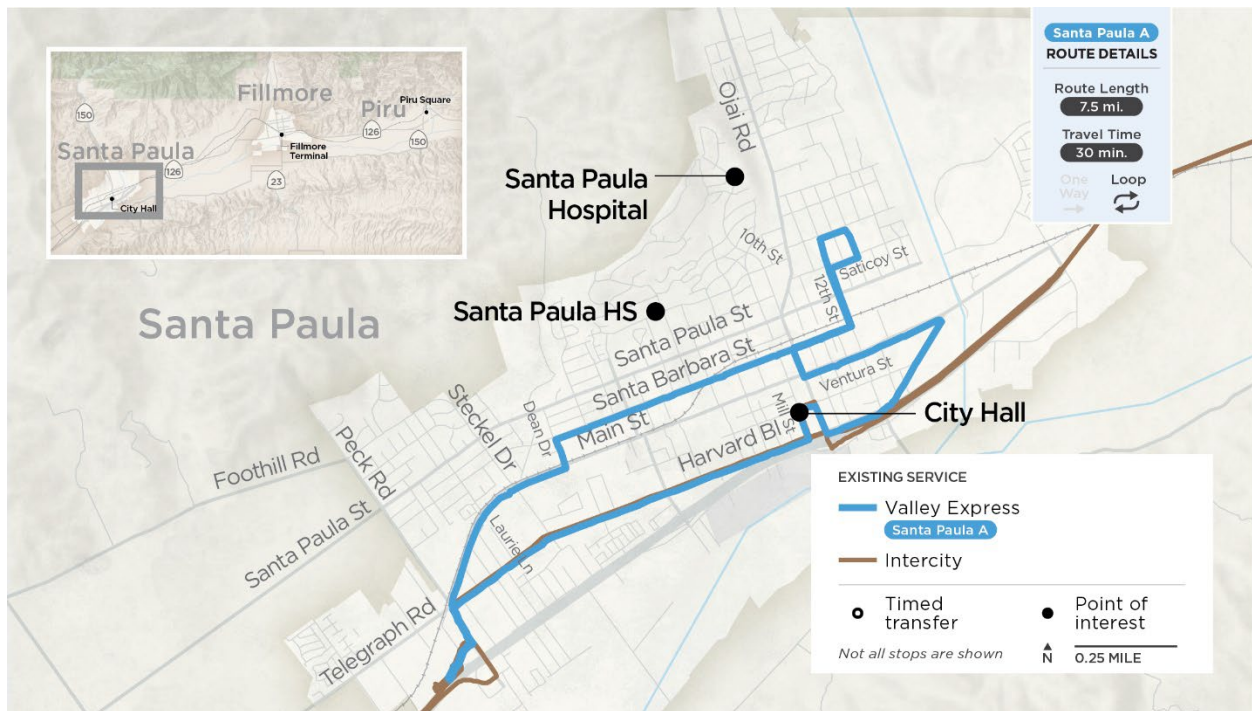 Santa Paula A
ROUTE DETAILS
Route Length
7.5 mi.
Travel Time
30 min.
One
Way
Loop
150
Fillmore
Piru
Piru Square
126
150
Santa Paula
Fillmore
Terminal
126
23
City Hall
Ojai Rd
Santa Paula
Hospital
10th St
Saticoy St
12th St
Santa Paula HS
Santa Paula
Santa Paula St
Santa Barbara St
Ventura St
Steckel Dr
Dean Dr
Main St
Mill St
City Hall
Peck Rd
Harvard Bl
Foothill Rd
Santa Paula St
Laurie Ln
Telegraph Rd
EXISTING SERVICE
Valley Express
Santa Paula A
Intercity
Timed
transfer
Point of
interest
Not all stops are shown
N
0.25 MILE